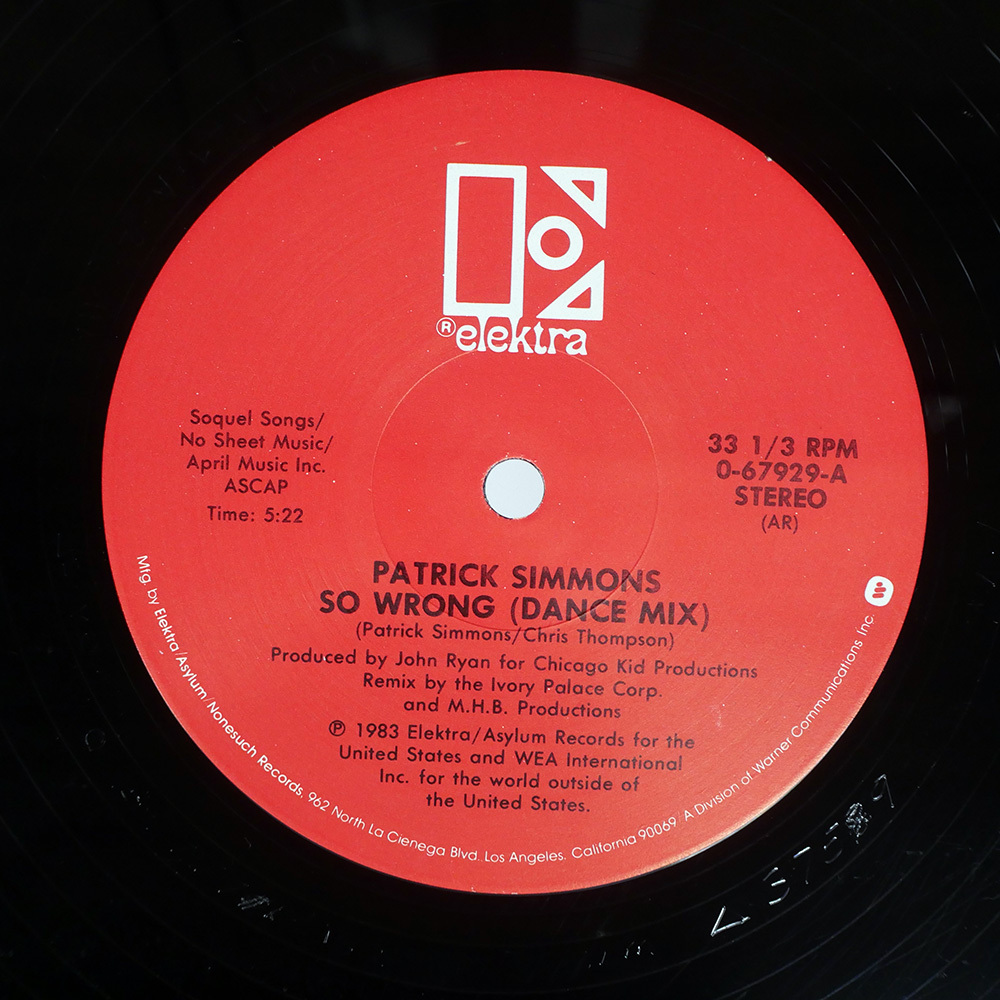 ® elektra
Soquel Songs/
No Sheet Music/
April Music Inc.
ASCAP
Time: 5:22
33 1/3 RPM
0-67929-A
STEREO
(AR)
PATRICK SIMMONS
SO WRONG (DANCE MIX)
(Patrick Simmons/Chris Thompson)
Produced by John Ryan for Chicago Kid Productions
Remix by the Ivory Palace Corp.
and M.H.B. Productions
℗ 1983 Elektra/Asylum Records for the
United States and WEA International
Inc. for the world outside of
the United States.
Mfg. by Elektra/Asylum/Nonesuch Records, 962 North La Cienega Blvd. Los Angeles. California 90069. A Division of Warner Communications Inc.